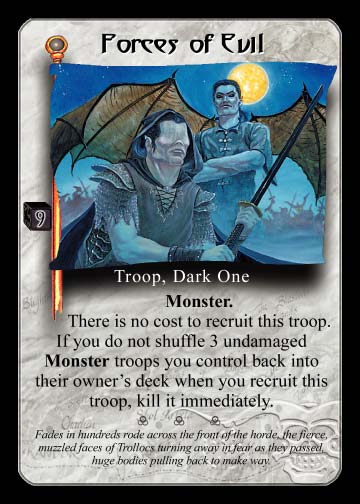 Forces of Evil
9
Troop, Dark One
Monster.
There is no cost to recruit this troop.
If you do not shuffle 3 undamaged
Monster troops you control back into
their owner's deck when you recruit this
troop, kill it immediately.
Fades in hundreds rode across the front of the horde, the fierce,
muzzled faces of Trollocs turning away in fear as they passed,
huge bodies pulling back to make way.